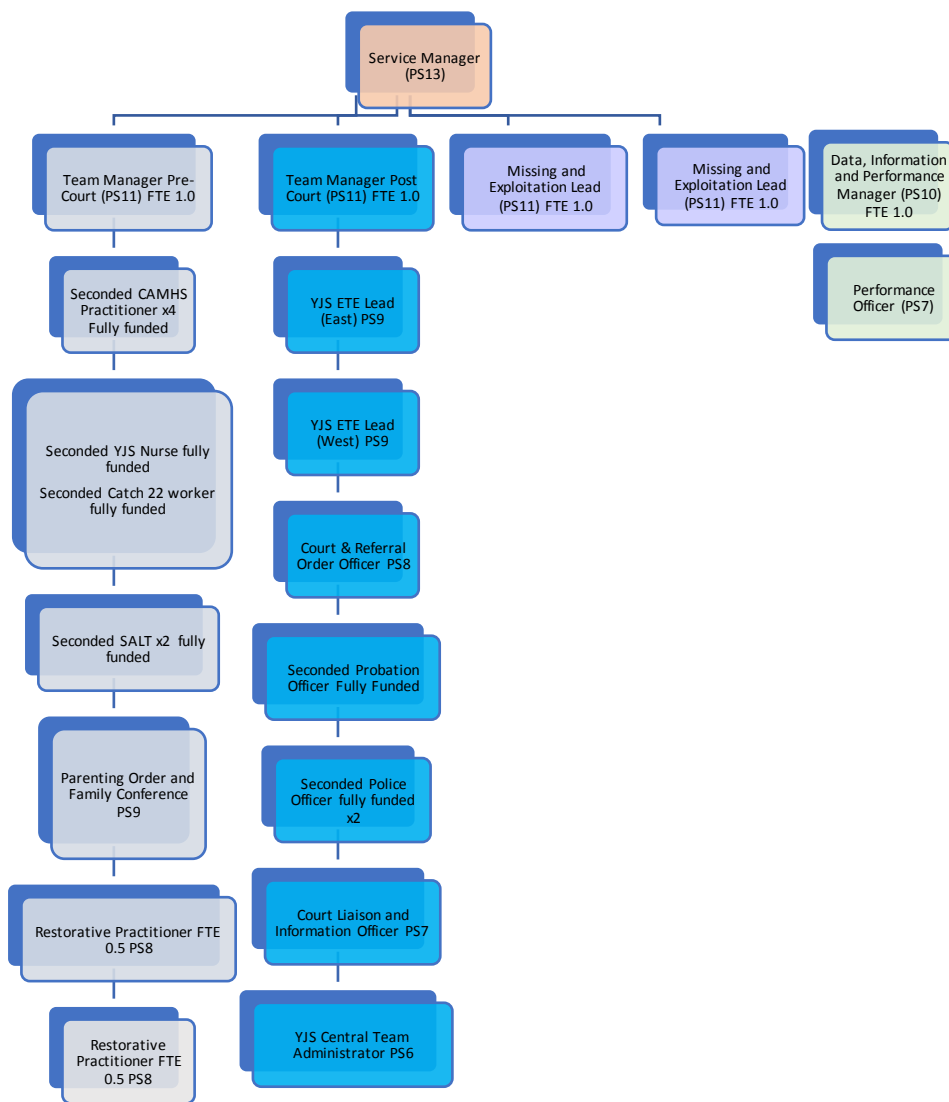 Service Manager
(PS13)
Team Manager Pre-
Court (PS11) FTE 1.0
Team Manager Post
Court (PS11) FTE 1.0
Missing and
Exploitation Lead
(PS11) FTE 1.0
Missing and
Exploitation Lead
(PS11) FTE 1.0
Data, Information
and Performance
Manager (PS10)
FTE 1.0
Seconded CAMHS
Practitioner x4
Fully funded
YJS ETE Lead
(East) PS9
Performance
Officer (PS7)
Seconded YJS Nurse fully
funded
Seconded Catch 22 worker
fully funded
YJS ETE Lead
(West) PS9
Court & Referral
Order Officer PS8
Seconded SALT x2 fully
funded
Seconded Probation
Officer Fully Funded
Parenting Order and
Family Conference
PS9
Seconded Police
Officer fully funded
x2
Restorative Practitioner FTE
0.5 PS8
Court Liaison and
Information Officer PS7
Restorative
Practitioner FTE
0.5 PS8
YJS Central Team
Administrator PS6